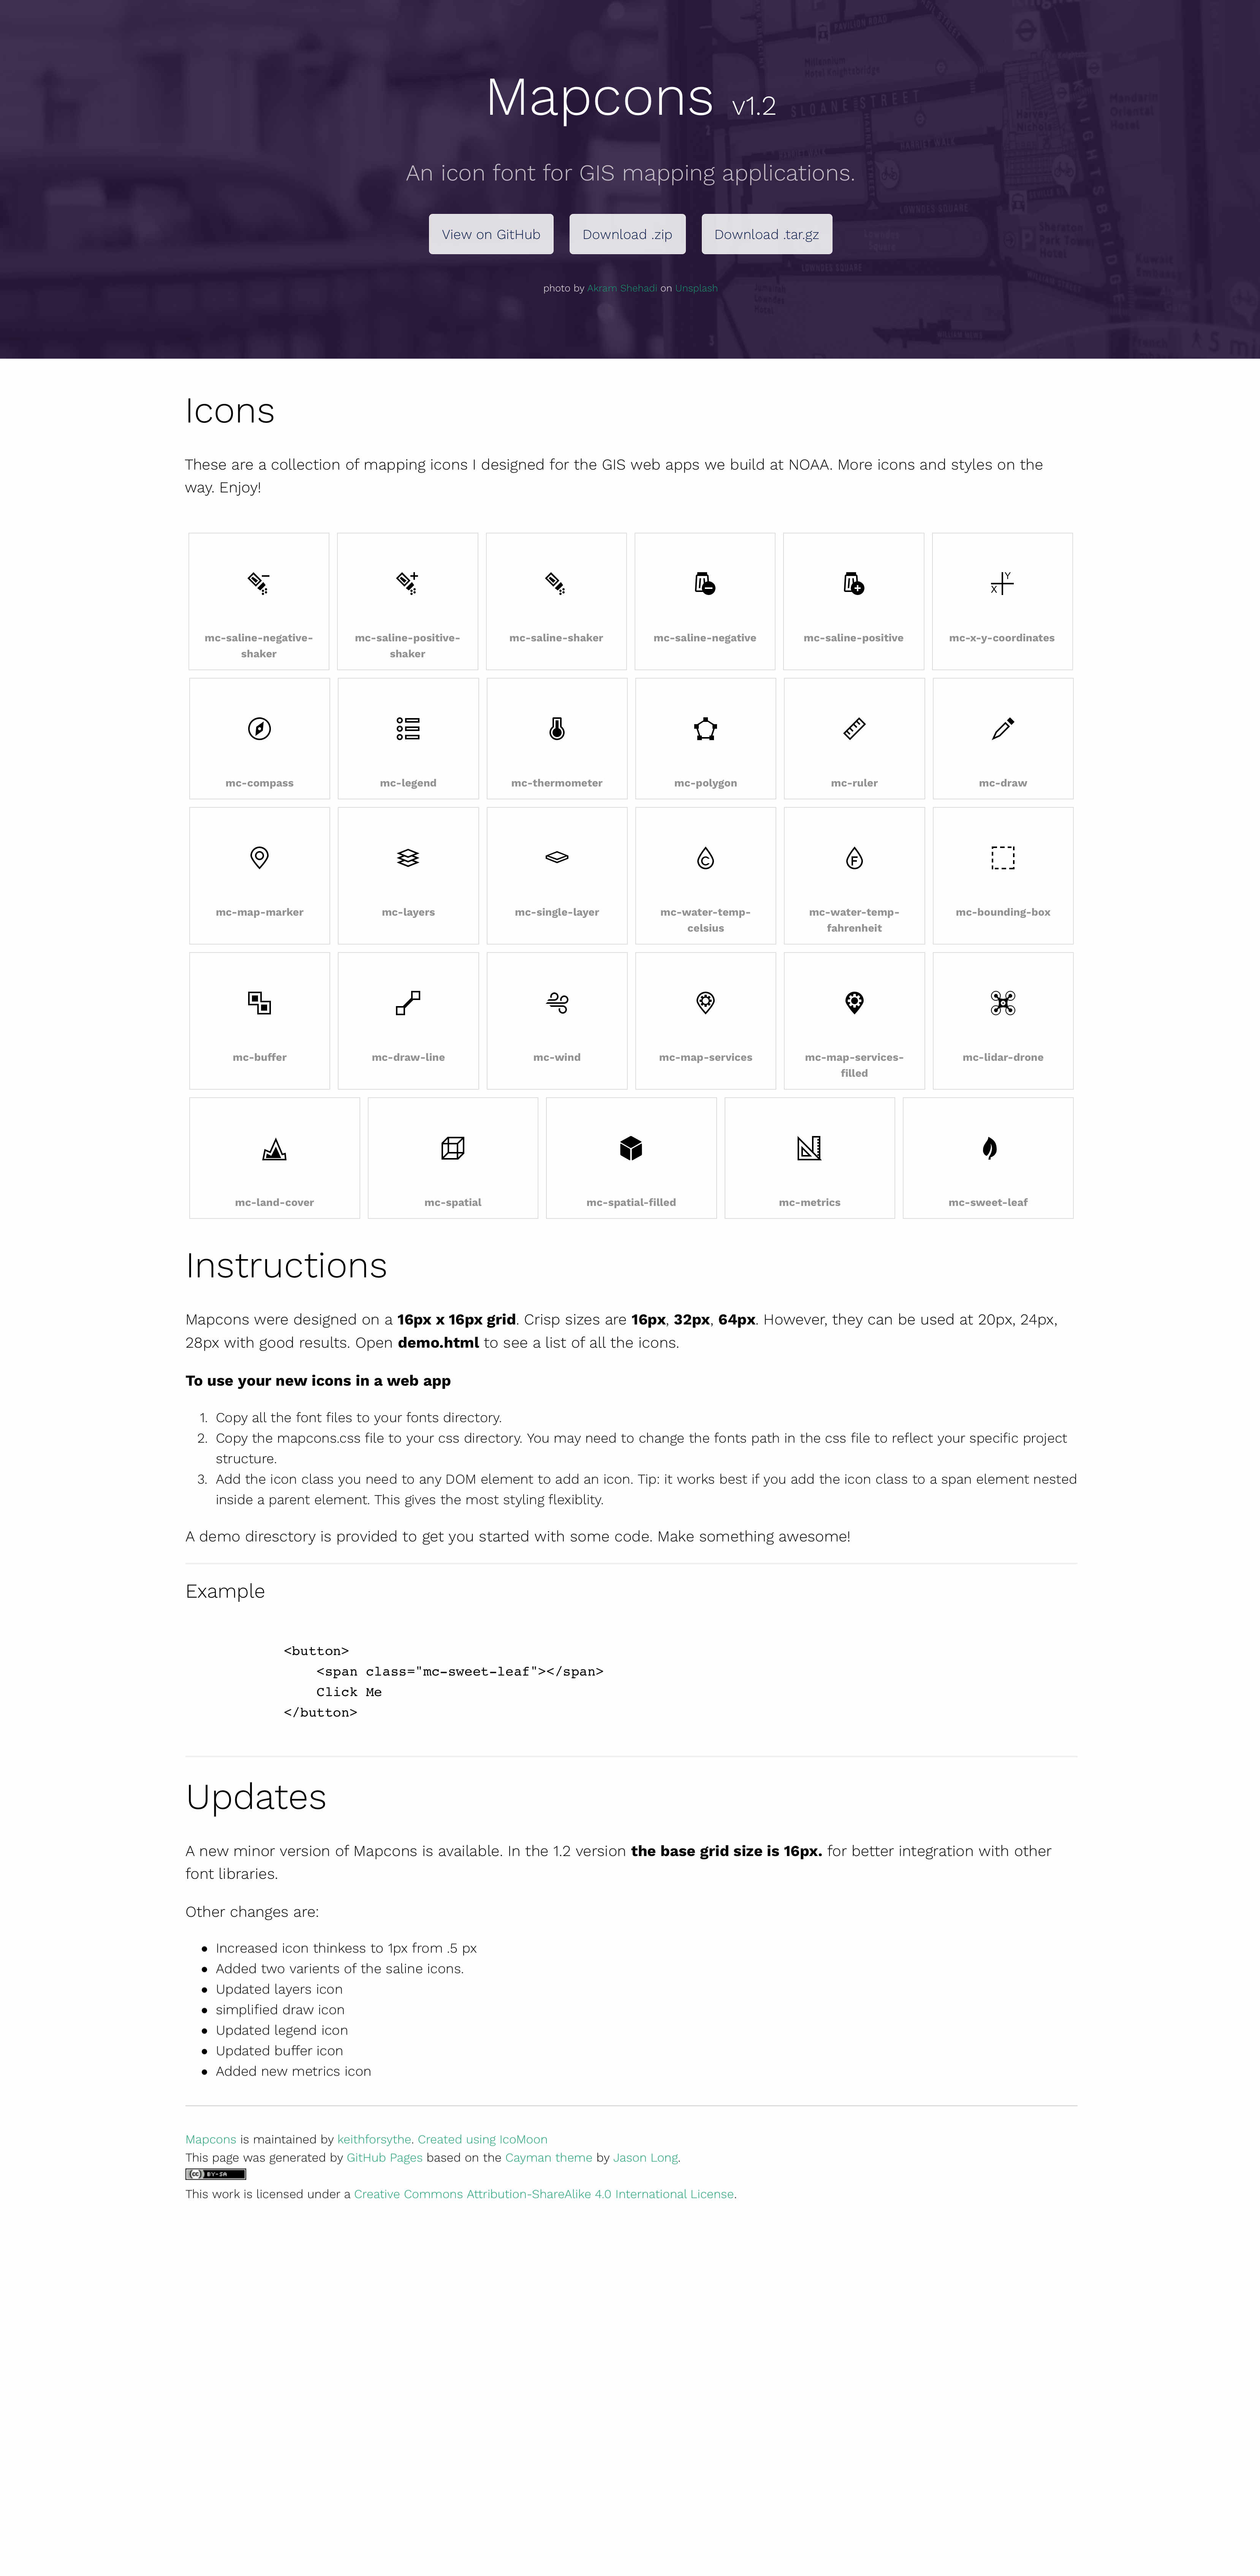 Mapcons v1.2
An icon font for GIS mapping applications.
View on GitHub
Download .zip
Download .tar.gz
photo by Akram Shehadi on Unsplash
Icons
These are a collection of mapping icons I designed for the GIS web apps we build at NOAA. More icons and styles on the
way. Enjoy!
mc-saline-negative-
shaker
mc-saline-positive-
shaker
mc-saline-shaker
mc-saline-negative
mc-saline-positive
mc-x-y-coordinates
mc-compass
mc-legend
mc-thermometer
mc-polygon
mc-ruler
mc-draw
mc-map-marker
mc-layers
mc-single-layer
mc-water-temp-
celsius
mc-water-temp-
fahrenheit
mc-bounding-box
mc-buffer
mc-draw-line
mc-wind
mc-map-services
mc-map-services-
filled
mc-lidar-drone
mc-land-cover
mc-spatial
mc-spatial-filled
mc-metrics
mc-sweet-leaf
Instructions
Mapcons were designed on a 16px x 16px grid. Crisp sizes are 16px, 32px, 64px. However, they can be used at 20px, 24px,
28px with good results. Open demo.html to see a list of all the icons.
To use your new icons in a web app
1. Copy all the font files to your fonts directory.
2. Copy the mapcons.css file to your css directory. You may need to change the fonts path in the css file to reflect your specific project
structure.
3. Add the icon class you need to any DOM element to add an icon. Tip: it works best if you add the icon class to a span element nested
inside a parent element. This gives the most styling flexiblity.
A demo diresctory is provided to get you started with some code. Make something awesome!
Example
<button>
<span class="mc-sweet-leaf"></span>
Click Me
</button>
Updates
A new minor version of Mapcons is available. In the 1.2 version the base grid size is 16px. for better integration with other
font libraries.
Other changes are:
• Increased icon thinkess to 1px from .5 px
• Added two varients of the saline icons.
• Updated layers icon
• simplified draw icon
• Updated legend icon
• Updated buffer icon
• Added new metrics icon
Mapcons is maintained by keithforsythe. Created using IcoMoon
This page was generated by GitHub Pages based on the Cayman theme by Jason Long.
CC BY-SA
This work is licensed under a Creative Commons Attribution-ShareAlike 4.0 International License.